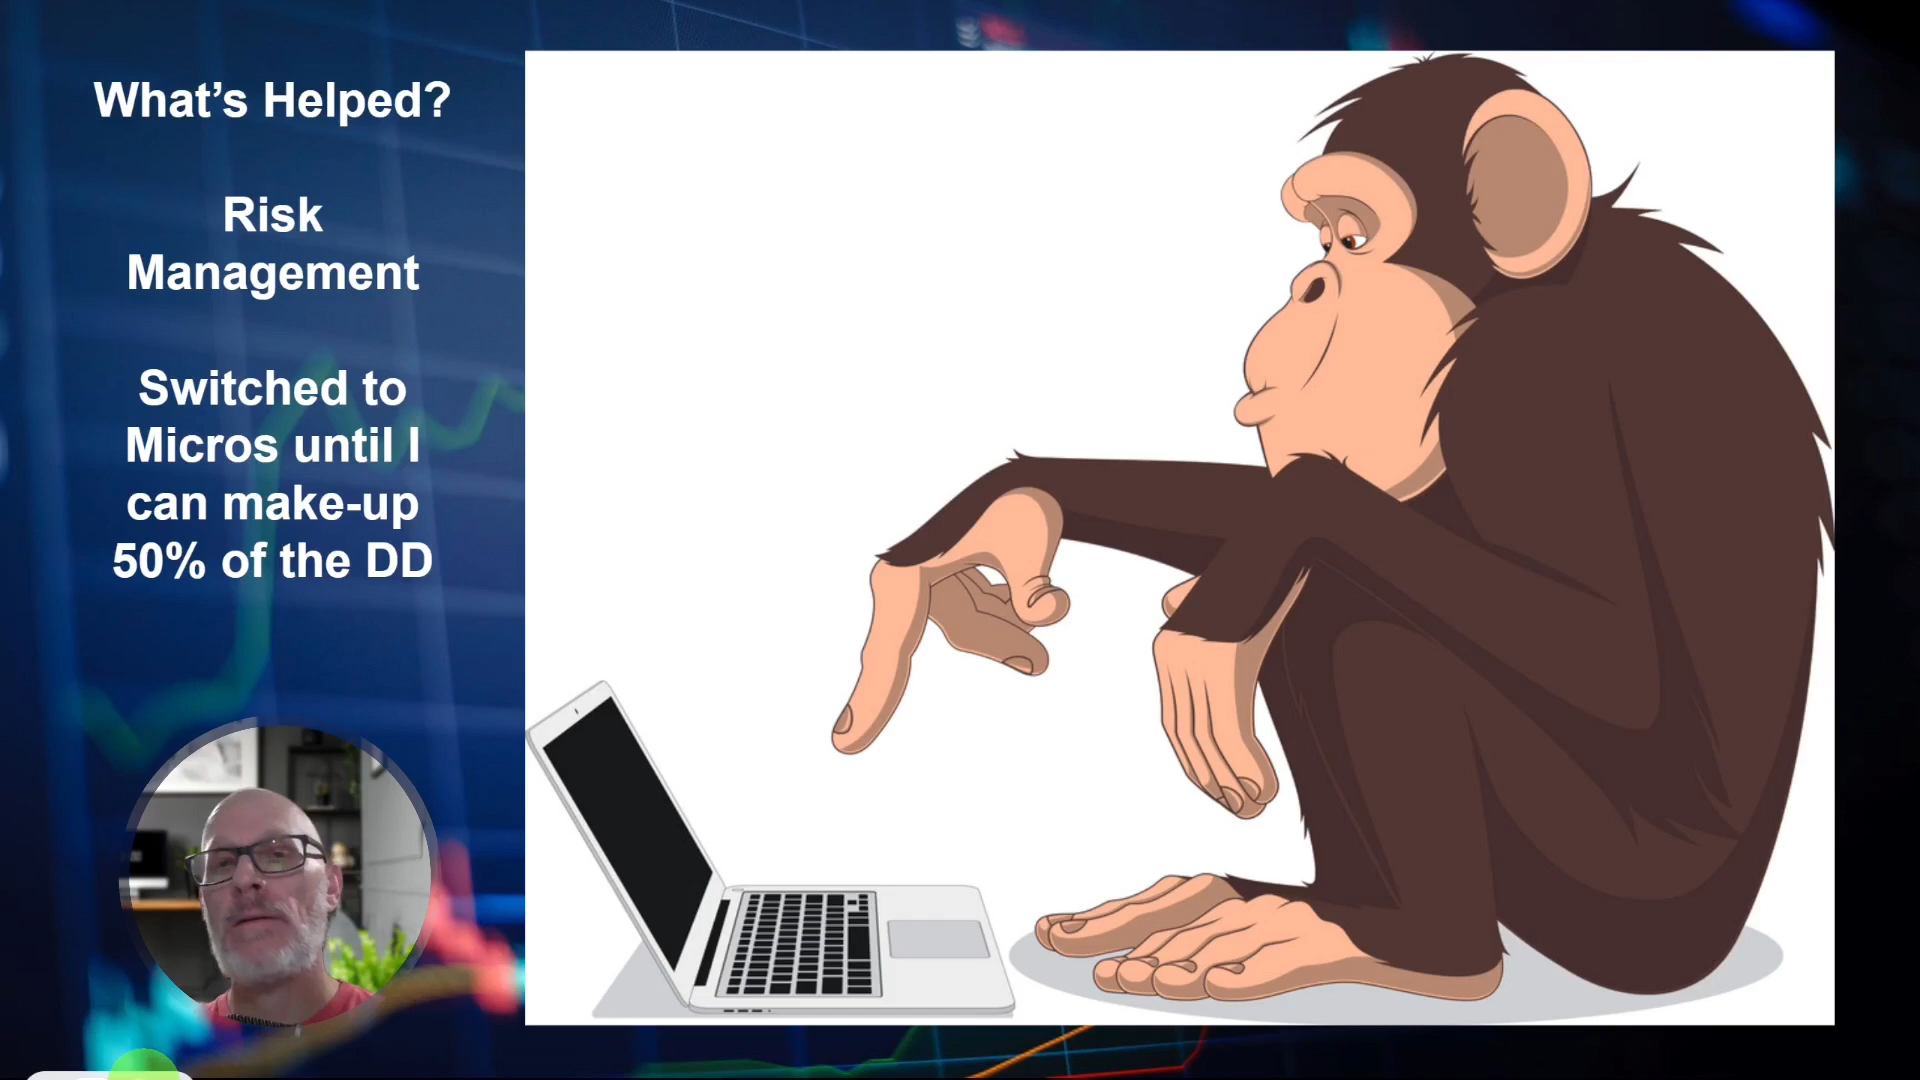 What’s Helped?
Risk
Management
Switched to
Micros until I
can make-up
50% of the DD